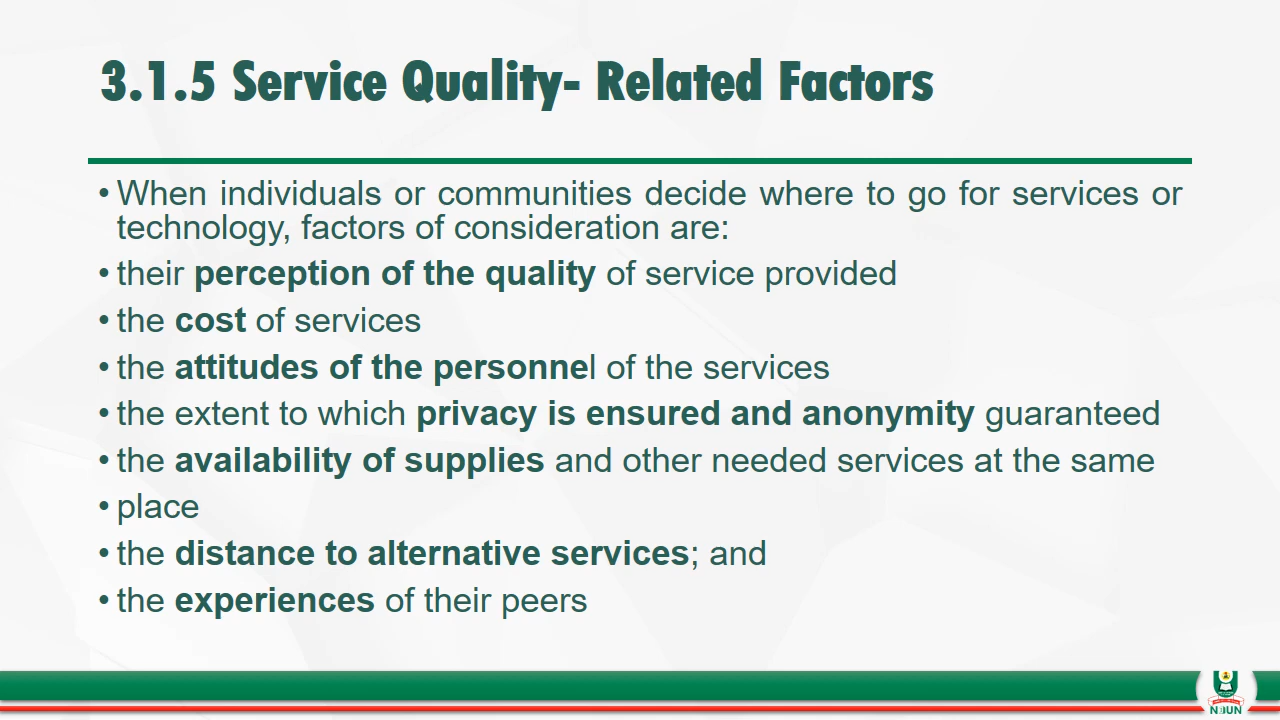 3.1.5 Service Quality- Related Factors
• When individuals or communities decide where to go for services or
technology, factors of consideration are:
• their perception of the quality of service provided
• the cost of services
• the attitudes of the personnel of the services
• the extent to which privacy is ensured and anonymity guaranteed
• the availability of supplies and other needed services at the same
• place
• the distance to alternative services; and
• the experiences of their peers
NOUN